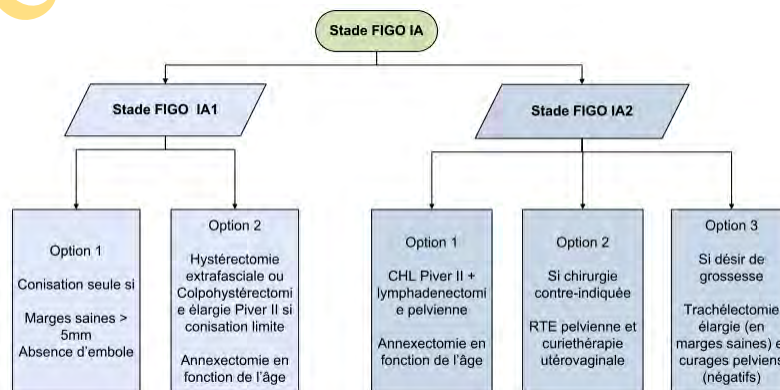 Stade FIGO IA
Stade FIGO  IA1
Stade FIGO IA2
Option 1
Conisation seule si
Marges saines >
5mm
Absence d’embole
Option 2
Hystérectomie
extrafasciale ou
Colpohystérectomi
e élargie Piver II si
conisation limite
Annexectomie en
fonction de l’âge
Option 1
CHL Piver II +
lymphadenectomi
e pelvienne
Annexectomie en
fonction de l’âge
Option 2
Si chirurgie
contre-indiquée
RTE pelvienne et
curiethérapie
utérovaginale
Option 3
Si désir de
grossesse
Trachélectomie
élargie (en
marges saines) e
curages pelviens
(négatifs)